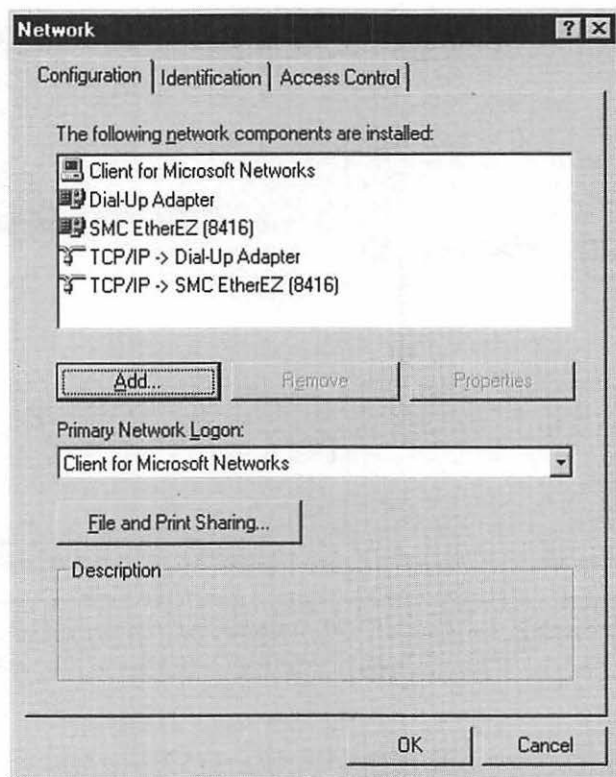 Network
Configuration Identification Access Control
The following network components are installed:
Client for Microsoft Networks
Dial-Up Adapter
SMC EtherEZ (8416)
TCP/IP -> Dial-Up Adapter
TCP/IP -> SMC EtherEZ (8416)
Add... Remove Properties
Primary Network Logon:
Client for Microsoft Networks
File and Print Sharing...
Description
OK Cancel